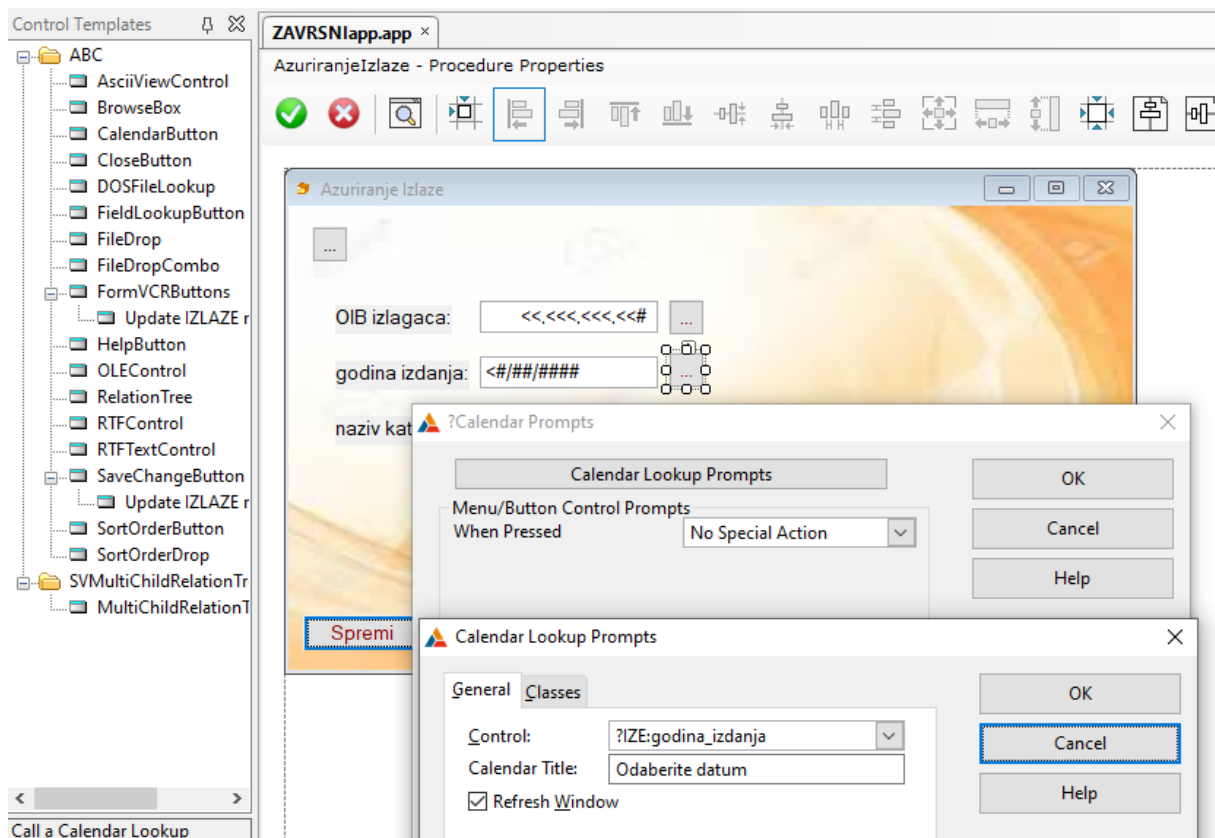 Control Templates
ABC
AsciiViewControl
BrowseBox
CalendarButton
CloseButton
DOSFileLookup
FieldLookupButton
FileDrop
FileDropCombo
FormVCRButtons
Update IZLAZE r
HelpButton
OLEControl
RelationTree
RTFControl
RTFTextControl
SaveChangeButton
Update IZLAZE r
SortOrderButton
SortOrderDrop
SVMultiChildRelationTr
MultiChildRelationT
Call a Calendar Lookup
ZAVRSNIapp.app ×
AzuriranjeIzlaze - Procedure Properties
Azuriranje Izlaze
...
OIB izlagaca: <<,<<<,<<<,<<# ...
godina izdanja: <#/##/#### ...
naziv kat
Spremi
?Calendar Prompts
Calendar Lookup Prompts
Menu/Button Control Prompts
When Pressed No Special Action
OK
Cancel
Help
Calendar Lookup Prompts
General Classes
Control: ?IZE:godina_izdanja
Calendar Title: Odaberite datum
Refresh Window
OK
Cancel
Help